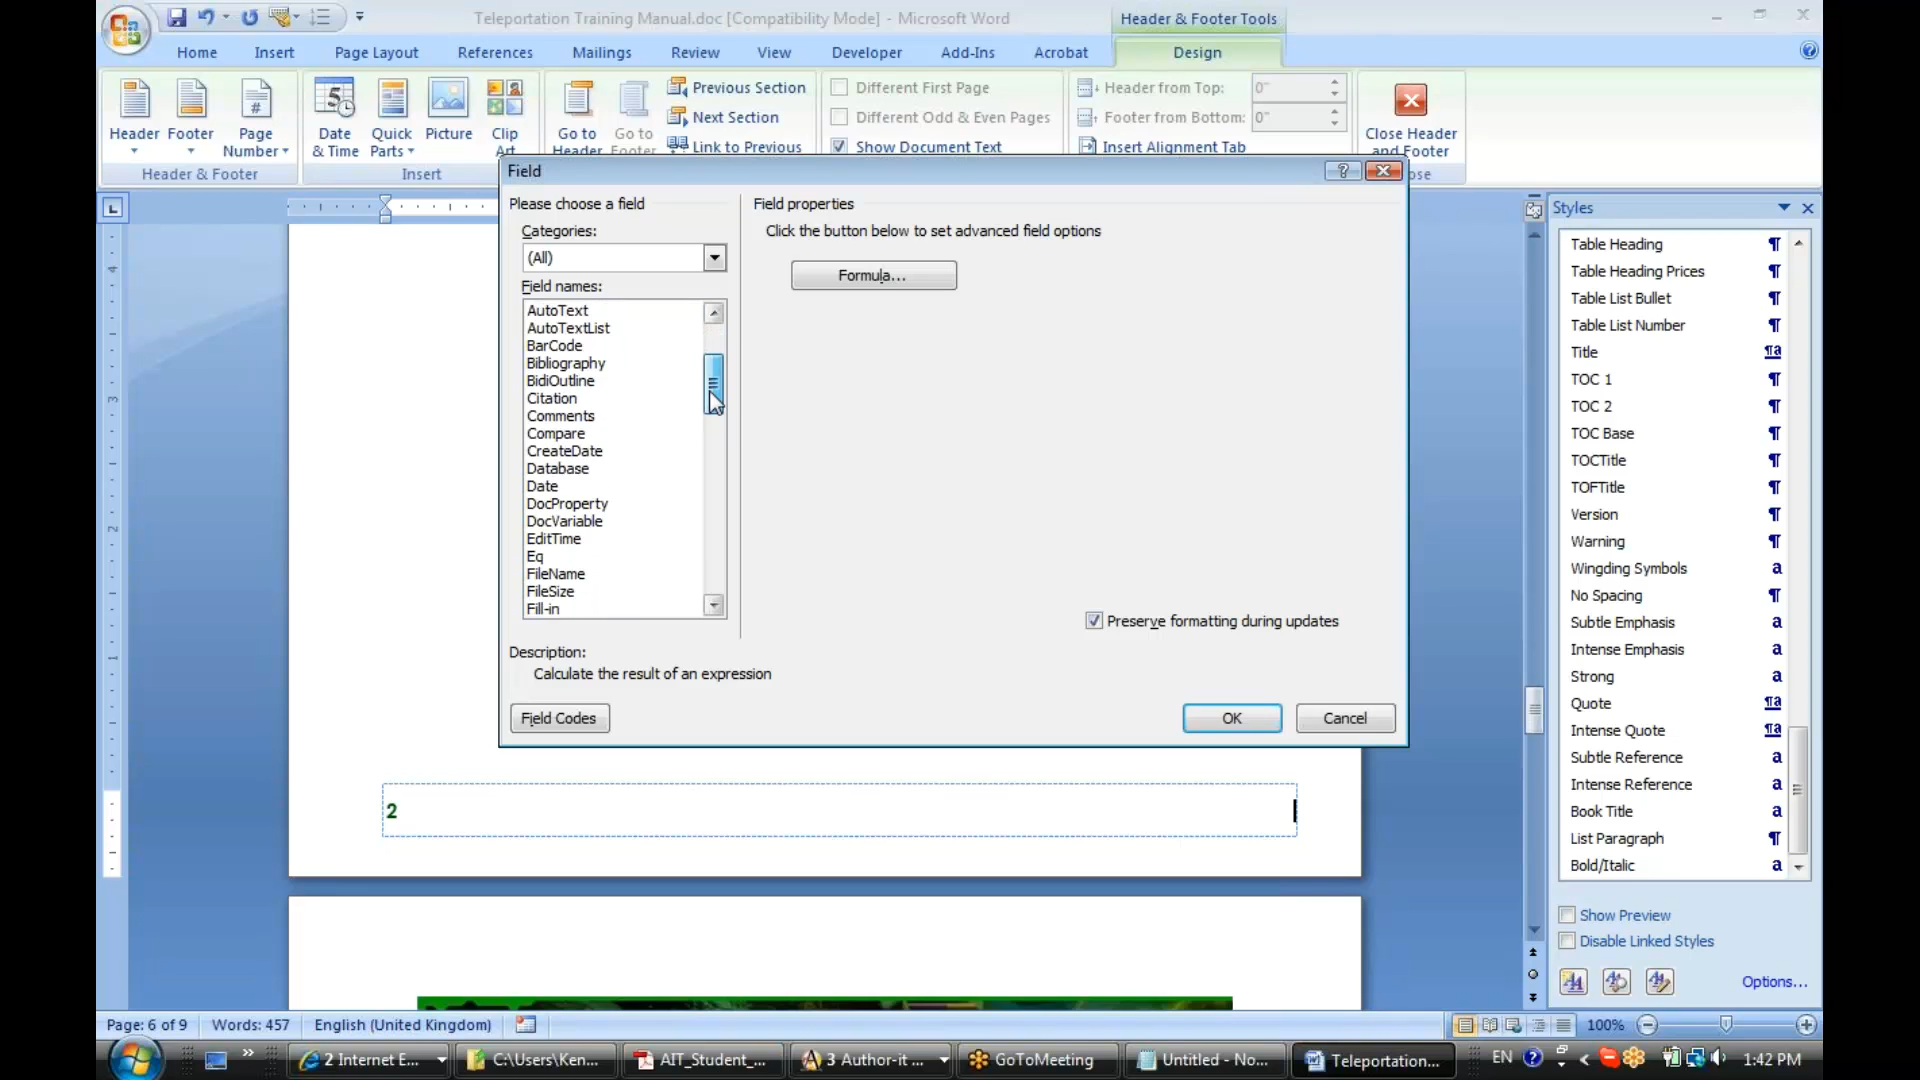 Teleportation Training Manual.doc [Compatibility Mode] - Microsoft Word
Header & Footer Tools
Home Insert Page Layout References Mailings Review View Developer Add-Ins Acrobat Design
Header
Footer
Page
Number
Header & Footer
Date
& Time
Quick
Parts
Picture
Clip
Art
Insert
Go to
Header
Go to
Footer
Previous Section
Next Section
Link to Previous
Different First Page
Different Odd & Even Pages
Show Document Text
Header from Top: 0"
Footer from Bottom: 0"
Insert Alignment Tab
Close Header
and Footer
ose
Field
Please choose a field
Categories:
(All)
Field names:
AutoText
AutoTextList
BarCode
Bibliography
BidiOutline
Citation
Comments
Compare
CreateDate
Database
Date
DocProperty
DocVariable
EditTime
Eq
FileName
FileSize
Fill-in
Field properties
Click the button below to set advanced field options
Formula...
Preserve formatting during updates
Description:
Calculate the result of an expression
Field Codes
OK
Cancel
2
Styles
Table Heading
Table Heading Prices
Table List Bullet
Table List Number
Title
TOC 1
TOC 2
TOC Base
TOCTitle
TOFTitle
Version
Warning
Wingding Symbols a
No Spacing
Subtle Emphasis a
Intense Emphasis a
Strong a
Quote
Intense Quote
Subtle Reference a
Intense Reference a
Book Title a
List Paragraph
Bold/Italic a
Show Preview
Disable Linked Styles
Options...
Page: 6 of 9 Words: 457 English (United Kingdom) 100%
2 Internet E... C:\Users\Ken... AIT_Student_... 3 Author-it ... GoToMeeting Untitled - No... Teleportation... EN 1:42 PM